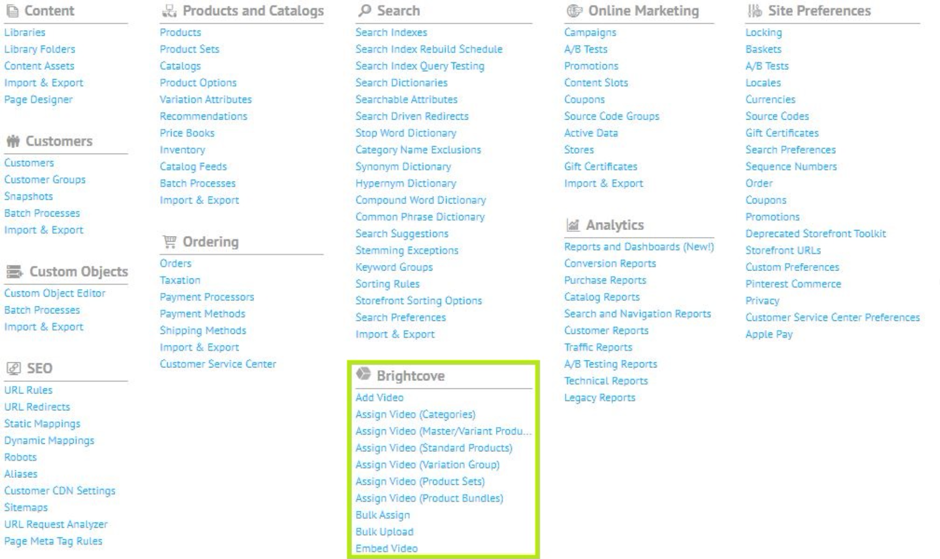 Content
Libraries
Library Folders
Content Assets
Import & Export
Page Designer
Customers
Customers
Customer Groups
Snapshots
Batch Processes
Import & Export
Custom Objects
Custom Object Editor
Batch Processes
Import & Export
SEO
URL Rules
URL Redirects
Static Mappings
Dynamic Mappings
Robots
Aliases
Customer CDN Settings
Sitemaps
URL Request Analyzer
Page Meta Tag Rules
Products and Catalogs
Products
Product Sets
Catalogs
Product Options
Variation Attributes
Recommendations
Price Books
Inventory
Catalog Feeds
Batch Processes
Import & Export
Ordering
Orders
Taxation
Payment Processors
Payment Methods
Shipping Methods
Import & Export
Customer Service Center
Search
Search Indexes
Search Index Rebuild Schedule
Search Index Query Testing
Search Dictionaries
Searchable Attributes
Search Driven Redirects
Stop Word Dictionary
Category Name Exclusions
Synonym Dictionary
Hypernym Dictionary
Compound Word Dictionary
Common Phrase Dictionary
Search Suggestions
Stemming Exceptions
Keyword Groups
Sorting Rules
Storefront Sorting Options
Search Preferences
Import & Export
Brightcove
Add Video
Assign Video (Categories)
Assign Video (Master/Variant Produ...
Assign Video (Standard Products)
Assign Video (Variation Group)
Assign Video (Product Sets)
Assign Video (Product Bundles)
Bulk Assign
Bulk Upload
Embed Video
Online Marketing
Campaigns
A/B Tests
Promotions
Content Slots
Coupons
Source Code Groups
Active Data
Stores
Gift Certificates
Import & Export
Analytics
Reports and Dashboards (New!)
Conversion Reports
Purchase Reports
Catalog Reports
Search and Navigation Reports
Customer Reports
Traffic Reports
A/B Testing Reports
Technical Reports
Legacy Reports
Site Preferences
Locking
Baskets
A/B Tests
Locales
Currencies
Source Codes
Gift Certificates
Search Preferences
Sequence Numbers
Order
Coupons
Promotions
Deprecated Storefront Toolkit
Storefront URLs
Custom Preferences
Pinterest Commerce
Privacy
Customer Service Center Preferences
Apple Pay